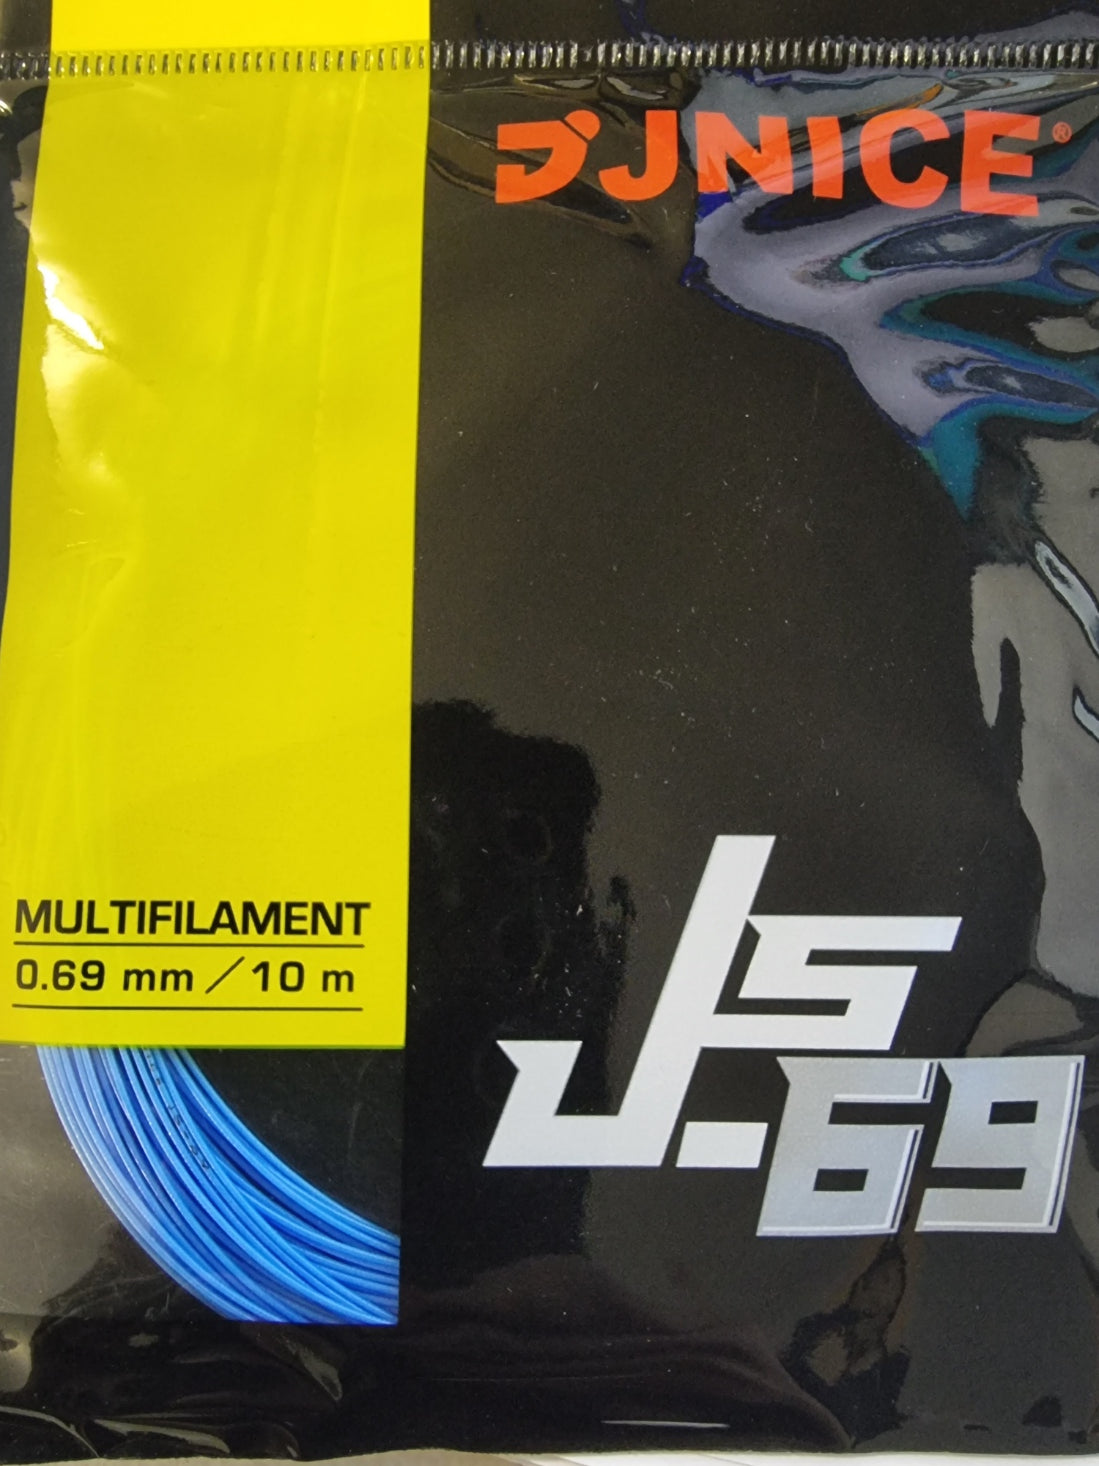 JNICE®
MULTIFILAMENT
0.69 mm / 10 m
JS.69